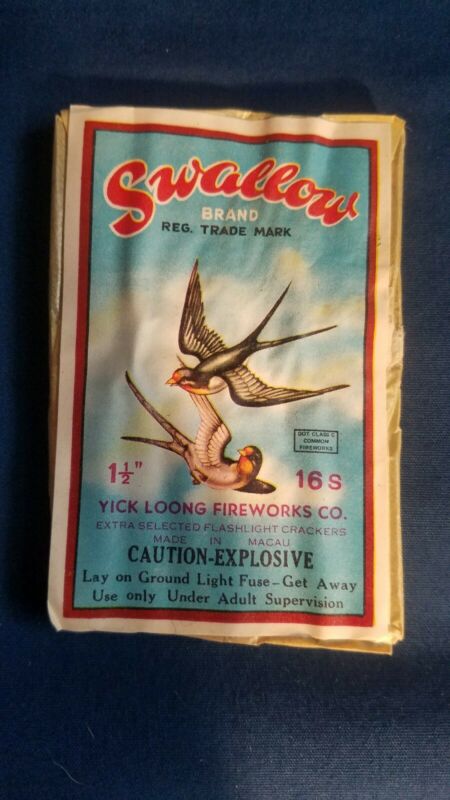 Swallow
BRAND
REG. TRADE MARK
DOT CLASS C
COMMON
FIREWORKS
1½"
16 S
YICK LOONG FIREWORKS CO.
EXTRA SELECTED FLASHLIGHT CRACKERS
MADE IN MACAU
CAUTION-EXPLOSIVE
Lay on Ground Light Fuse-Get Away
Use only Under Adult Supervision